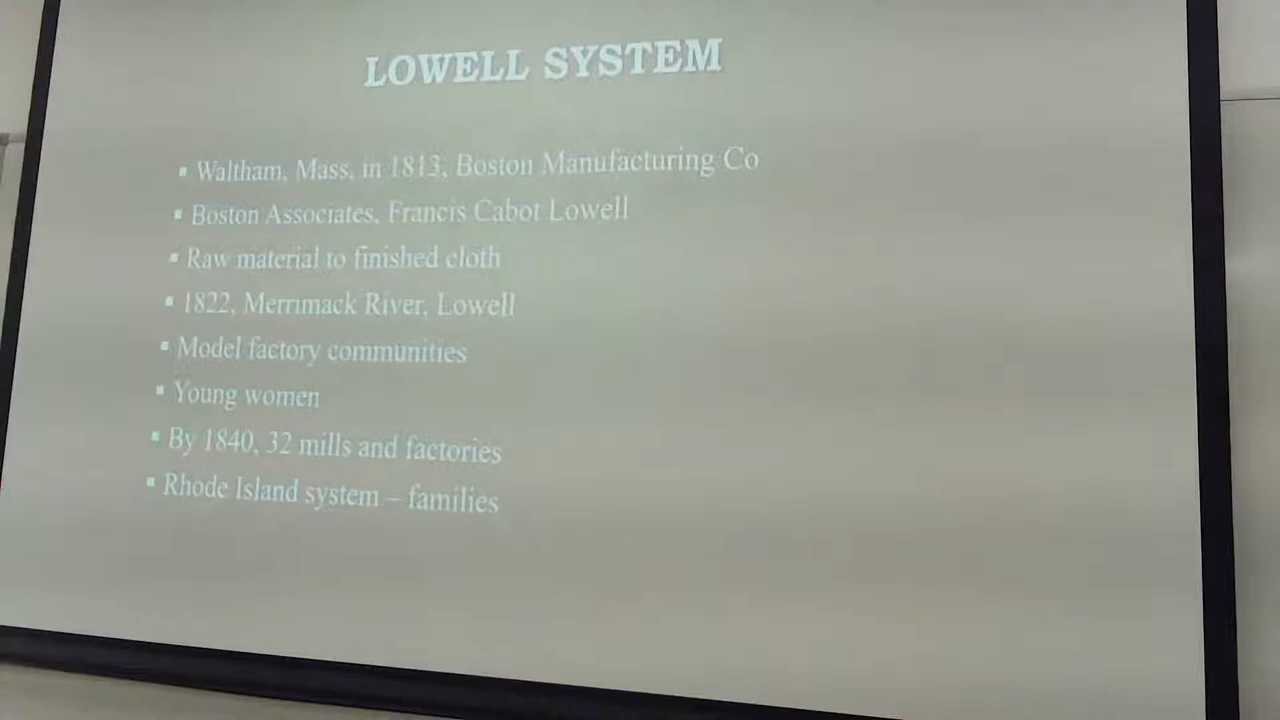 LOWELL SYSTEM
▪ Waltham, Mass, in 1813, Boston Manufacturing Co
▪ Boston Associates, Francis Cabot Lowell
▪ Raw material to finished cloth
▪ 1822, Merrimack River, Lowell
▪ Model factory communities
▪ Young women
▪ By 1840, 32 mills and factories
▪ Rhode Island system – families